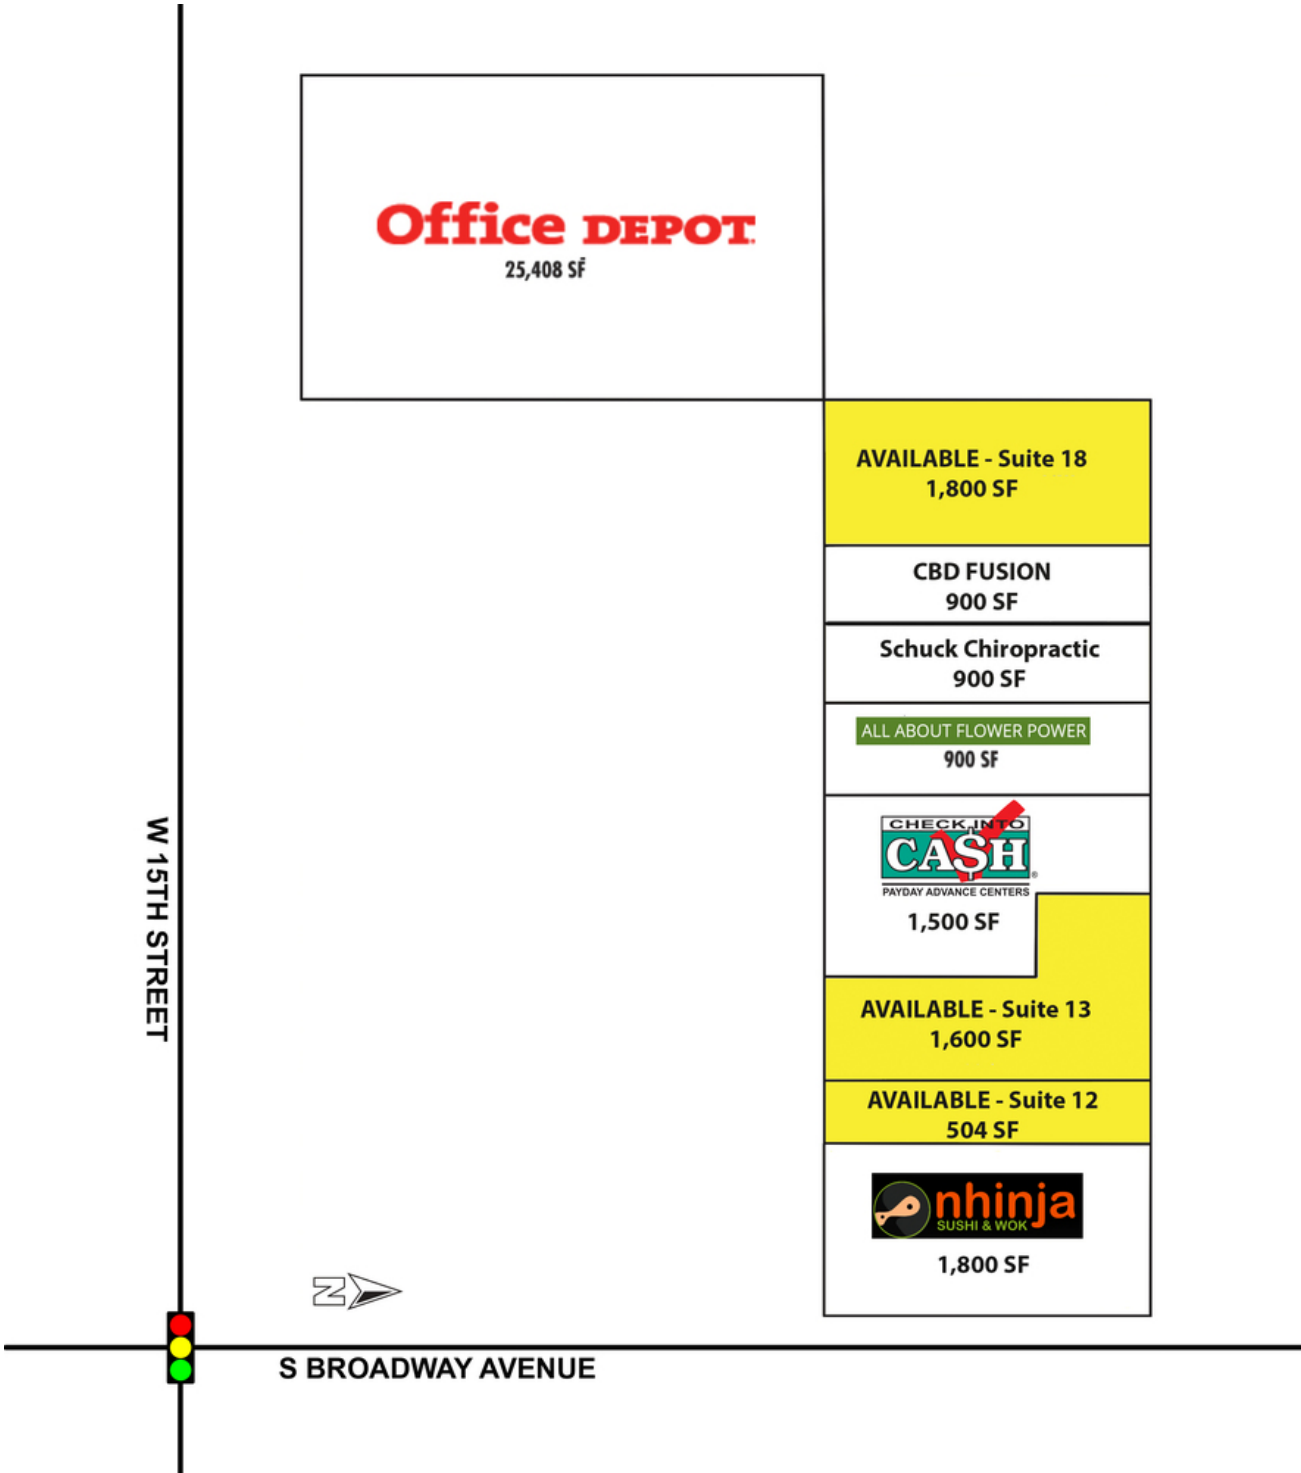 Office DEPOT
25,408 SF
AVAILABLE - Suite 18
1,800 SF
CBD FUSION
900 SF
Schuck Chiropractic
900 SF
ALL ABOUT FLOWER POWER
900 SF
CHECK INTO
CA$H
PAYDAY ADVANCE CENTERS
1,500 SF
AVAILABLE - Suite 13
1,600 SF
AVAILABLE - Suite 12
504 SF
nhinja
SUSHI & WOK
1,800 SF
W 15TH STREET
N
S BROADWAY AVENUE